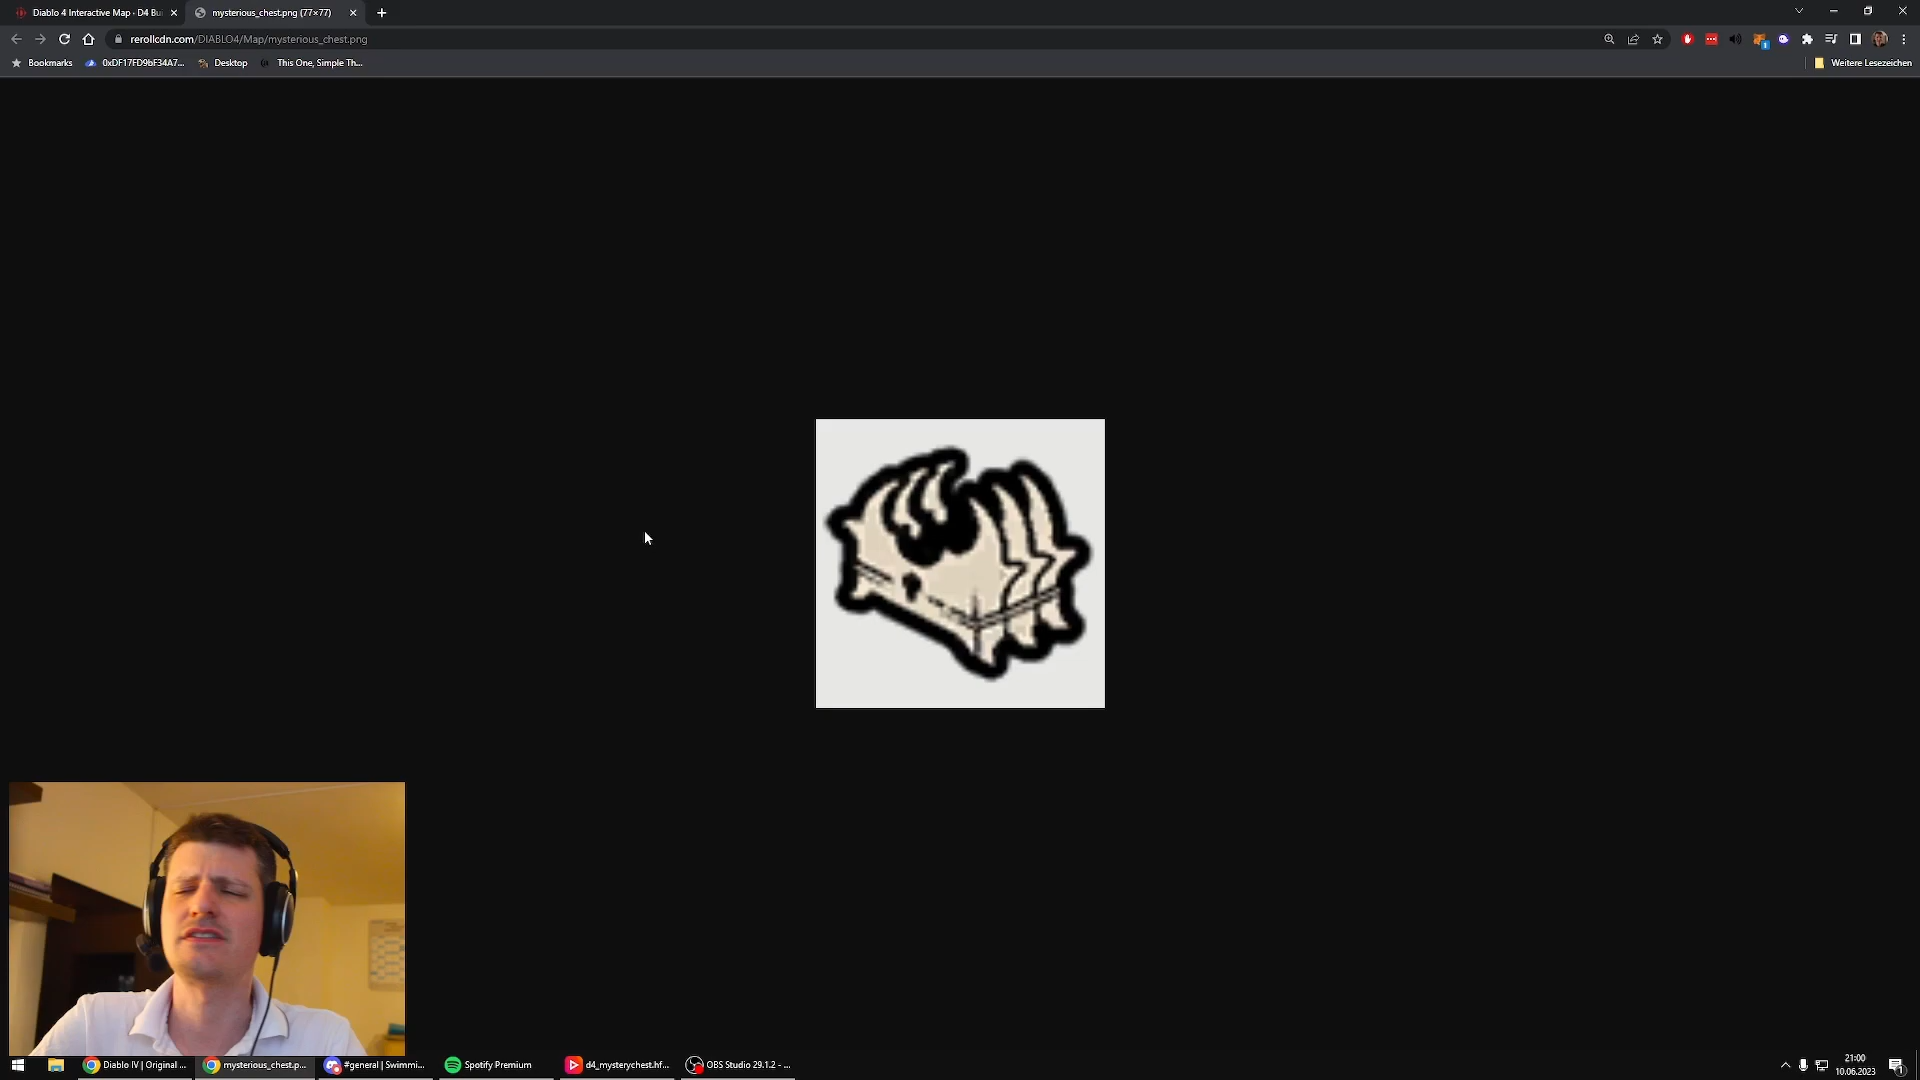 Diablo 4 Interactive Map - D4 Bu
mysterious_chest.png (77×77)
rerollcdn.com/DIABLO4/Map/mysterious_chest.png
Bookmarks
0xDF17FD9bF34A7...
Desktop
This One, Simple Th...
Weitere Lesezeichen
Diablo IV | Original ...
mysterious_chest.p...
#general | Swimmi...
Spotify Premium
d4_mysterychest.hf...
OBS Studio 29.1.2 - ...
21:00
10.06.2023
1